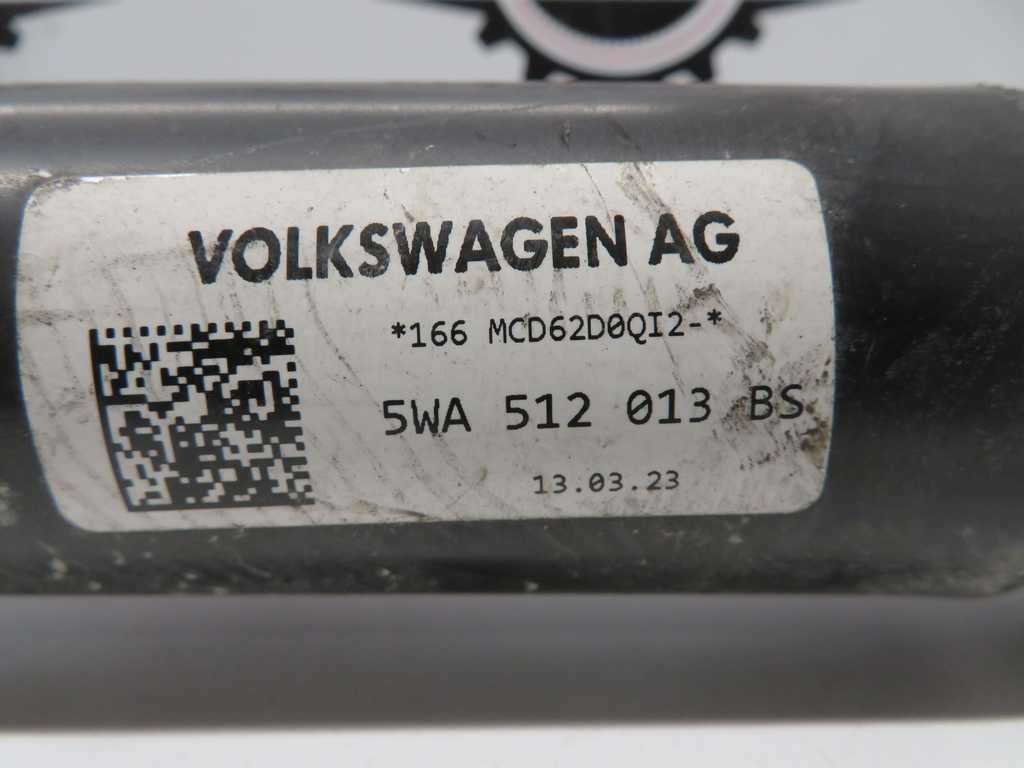 VOLKSWAGEN AG
*166 MCD62D0QI2-*
5WA 512 013 BS
13.03.23